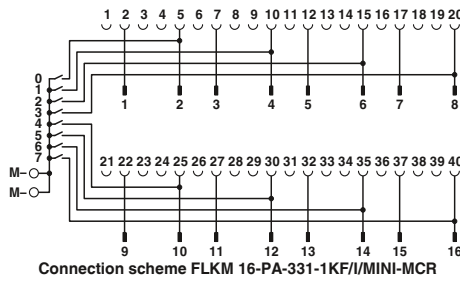 1 2 3 4 5 6 7 8 9 10 11 12 13 14 15 16 17 18 19 20
0
1
2
3
4
5
6
7
M-
M-
1 2 3 4 5 6 7 8
21 22 23 24 25 26 27 28 29 30 31 32 33 34 35 36 37 38 39 40
9 10 11 12 13 14 15 16
Connection scheme FLKM 16-PA-331-1KF/I/MINI-MCR